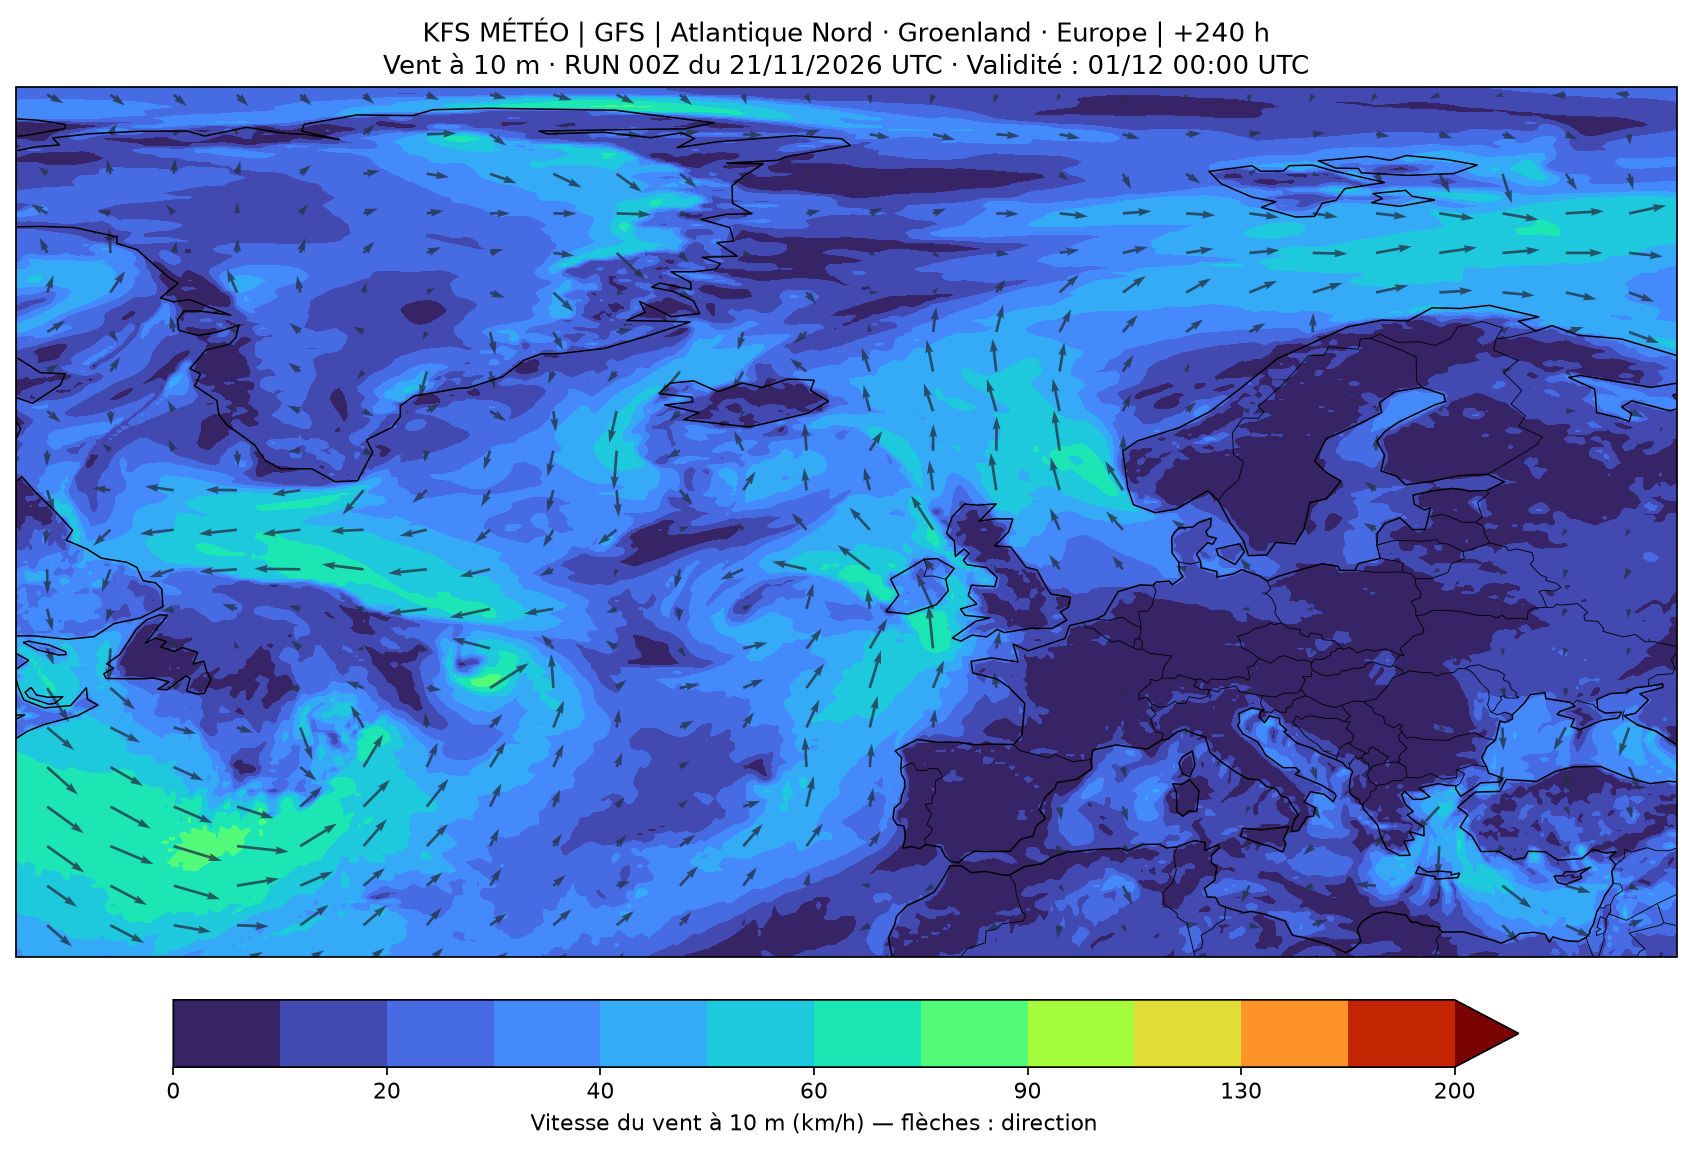 KFS MÉTÉO | GFS | Atlantique Nord · Groenland · Europe | +240 h
Vent à 10 m · RUN 00Z du 21/11/2026 UTC · Validité : 01/12 00:00 UTC
0 20 40 60 90 130 200
Vitesse du vent à 10 m (km/h) — flèches : direction